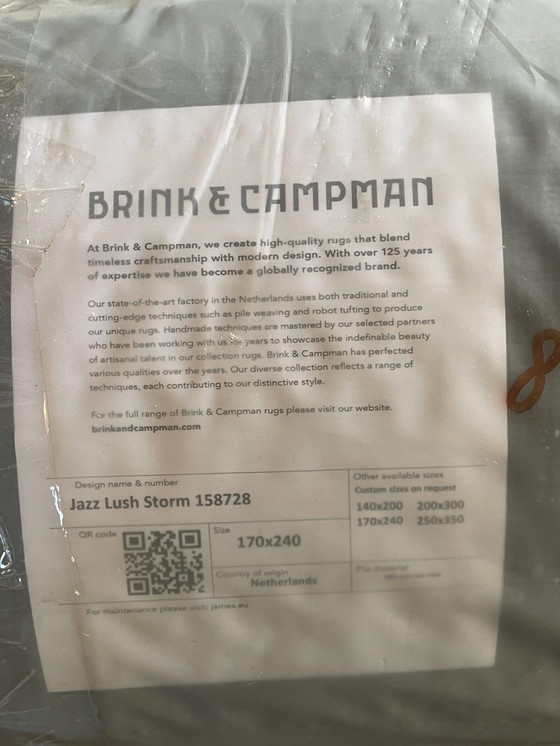 BRINK & CAMPMAN
At Brink & Campman, we create high-quality rugs that blend
timeless craftsmanship with modern design. With over 125 years
of expertise we have become a globally recognized brand.
Our state-of-the-art factory in the Netherlands uses both traditional and
cutting-edge techniques such as pile weaving and robot tufting to produce
our unique rugs. Handmade techniques are mastered by our selected partners
who have been working with us for years to showcase the indefinable beauty
of artisanal talent in our collection rugs. Brink & Campman has perfected
various qualities over the years. Our diverse collection reflects a range of
techniques, each contributing to our distinctive style.
For the full range of Brink & Campman rugs please visit our website.
brinkandcampman.com
Design name & number
Jazz Lush Storm 158728
Other available sizes
Custom sizes on request
140x200 200x300
170x240 250x350
QR code
Size
170x240
Country of origin
Netherlands
Pile material
For maintenance please visit: james.eu
8